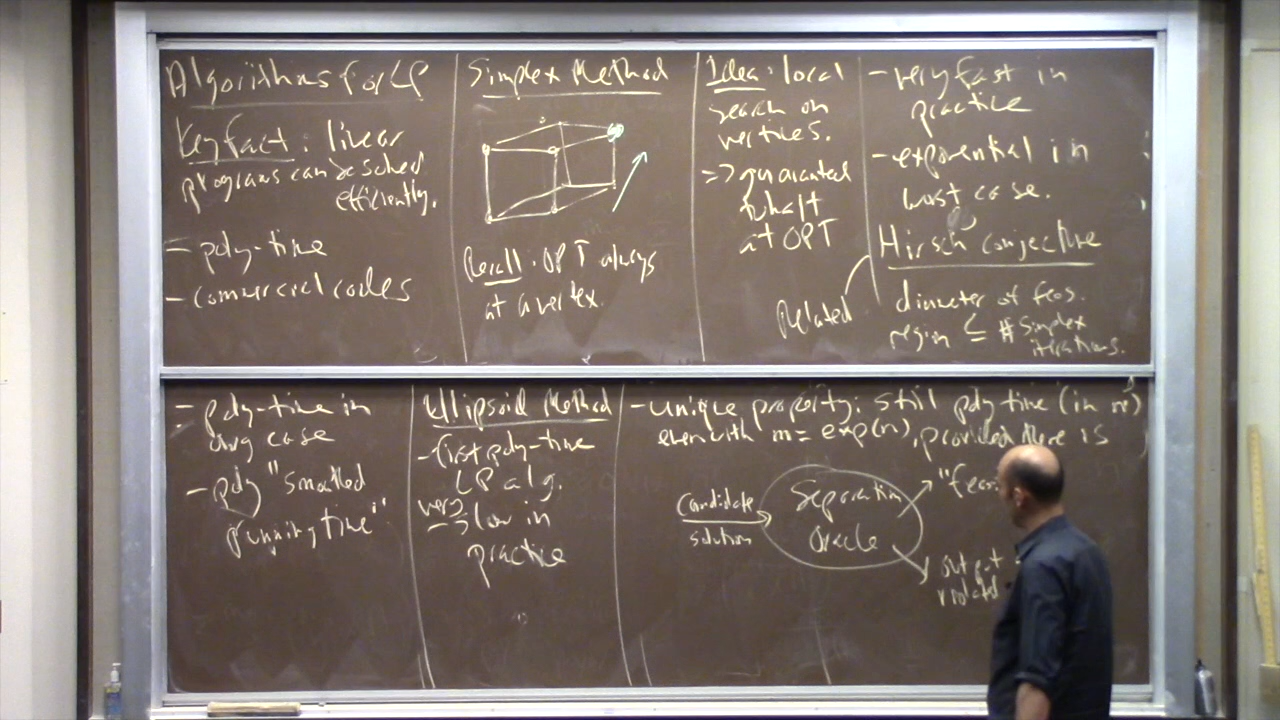 Algorithms for LP
Key fact: linear
programs can be solved
efficiently.
- poly-time
- commercial codes
Simplex Method
Recall: OPT always
at a vertex.
Idea: local
search on
vertices.
=> guaranteed
to halt
at OPT
Related
- very fast in
practice
- exponential in
worst case.
Hirsch conjecture
diameter of feas.
region ≤ # simplex
iterations.
- poly-time in
avg case
- poly "smoothed
running time"
Ellipsoid Method
- first poly-time
LP alg.
very slow in
practice
- unique property: still poly time (in n)
even with m = exp(n), provided there is
candidate
solution
Separation
Oracle
"feas
output
violated